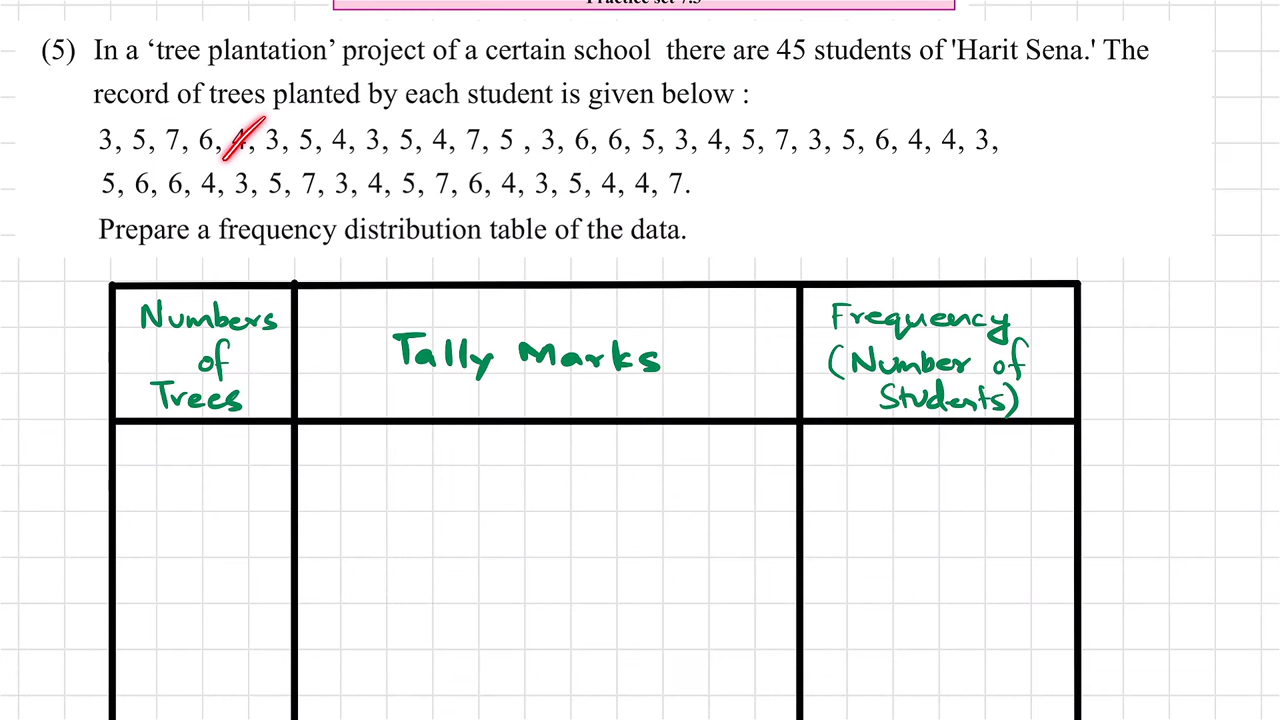 Practice set 7.3
(5) In a ‘tree plantation’ project of a certain school there are 45 students of 'Harit Sena.' The
record of trees planted by each student is given below :
3, 5, 7, 6, 4, 3, 5, 4, 3, 5, 4, 7, 5 , 3, 6, 6, 5, 3, 4, 5, 7, 3, 5, 6, 4, 4, 3,
5, 6, 6, 4, 3, 5, 7, 3, 4, 5, 7, 6, 4, 3, 5, 4, 4, 7.
Prepare a frequency distribution table of the data.
Numbers
of
Trees
Tally Marks
Frequency
(Number of
Students)